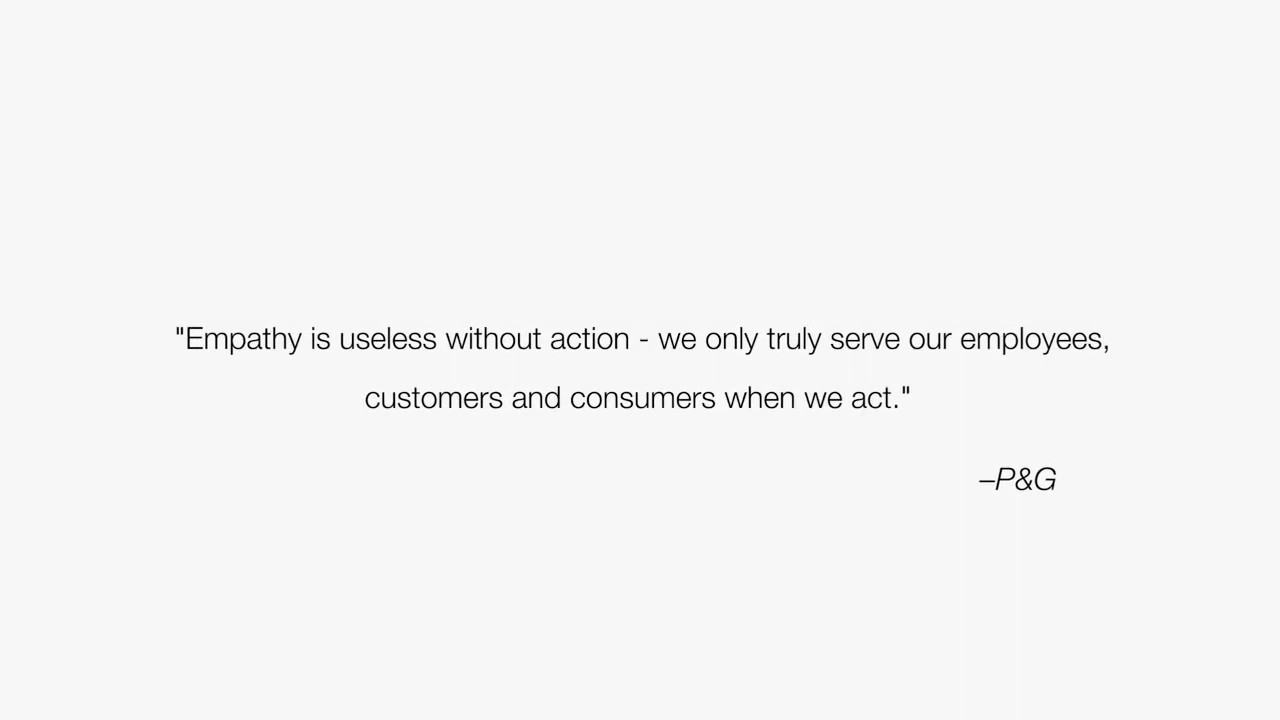 "Empathy is useless without action - we only truly serve our employees,
customers and consumers when we act."
–P&G